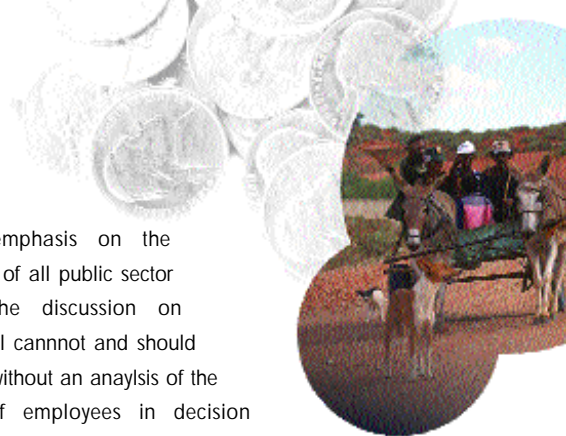 emphasis on the
of all public sector
he discussion on
l cannnot and should
without an anaylsis of the
f employees in decision